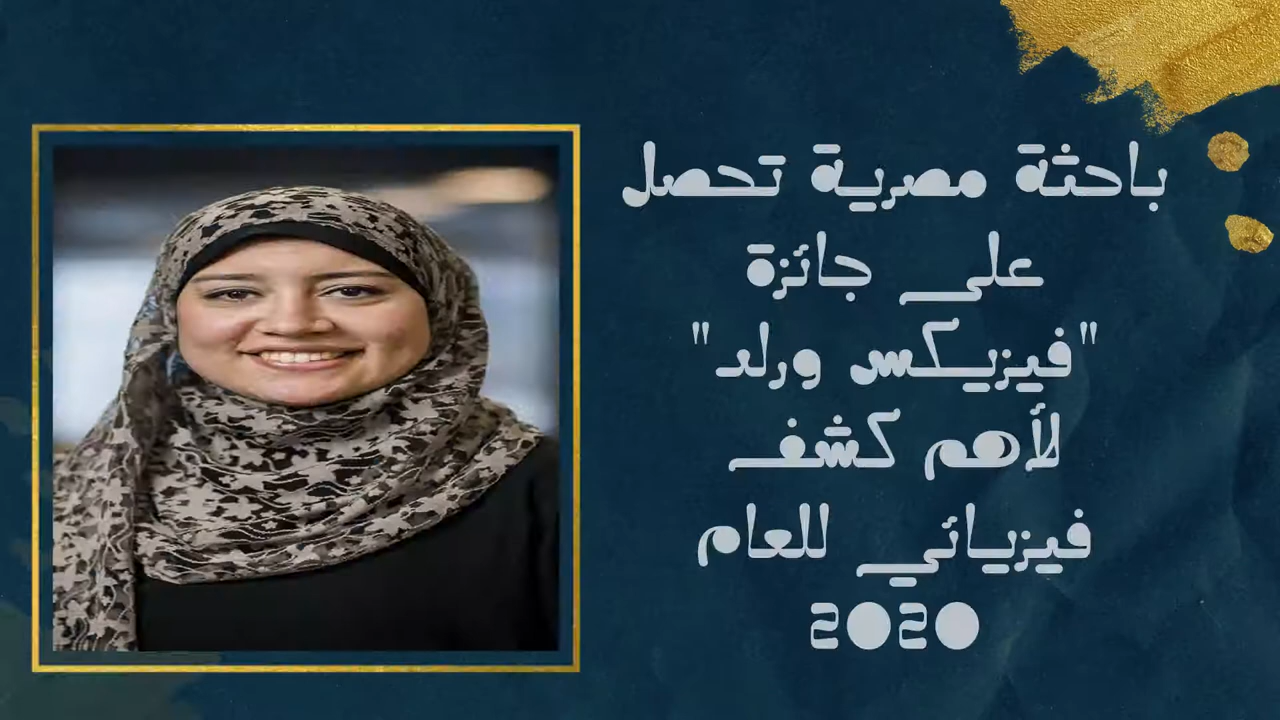 باحثة مصرية تحصل
على جائزة
"فيزيكس ورلد"
لأهم كشف
فيزيائي للعام
2020